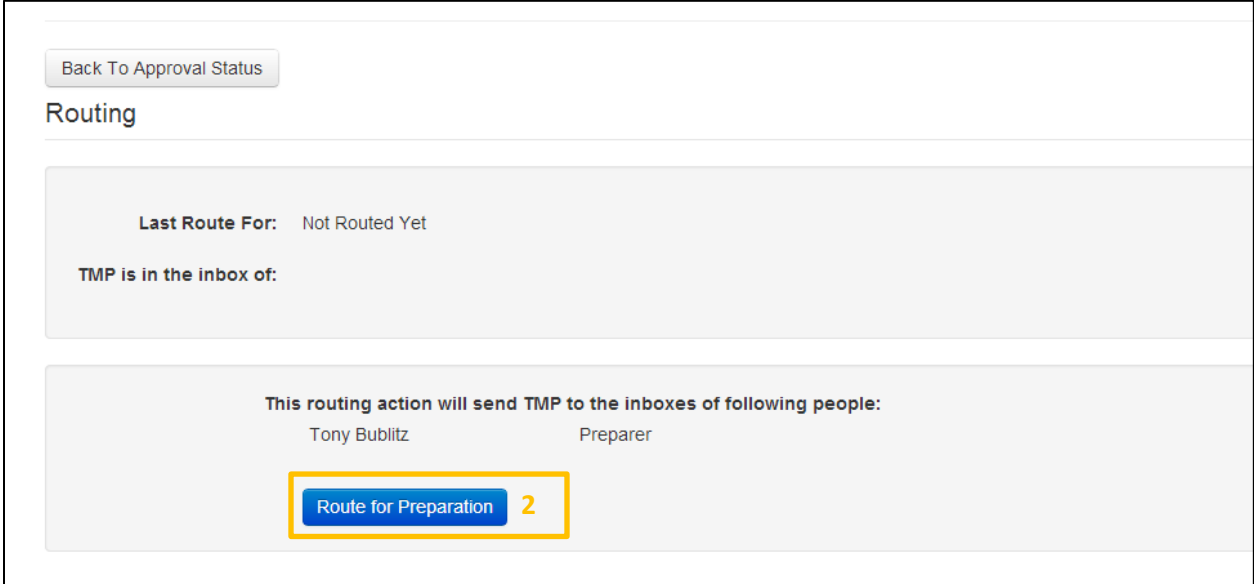 Back To Approval Status
Routing
Last Route For: Not Routed Yet
TMP is in the inbox of:
This routing action will send TMP to the inboxes of following people:
Tony Bublitz Preparer
Route for Preparation 2